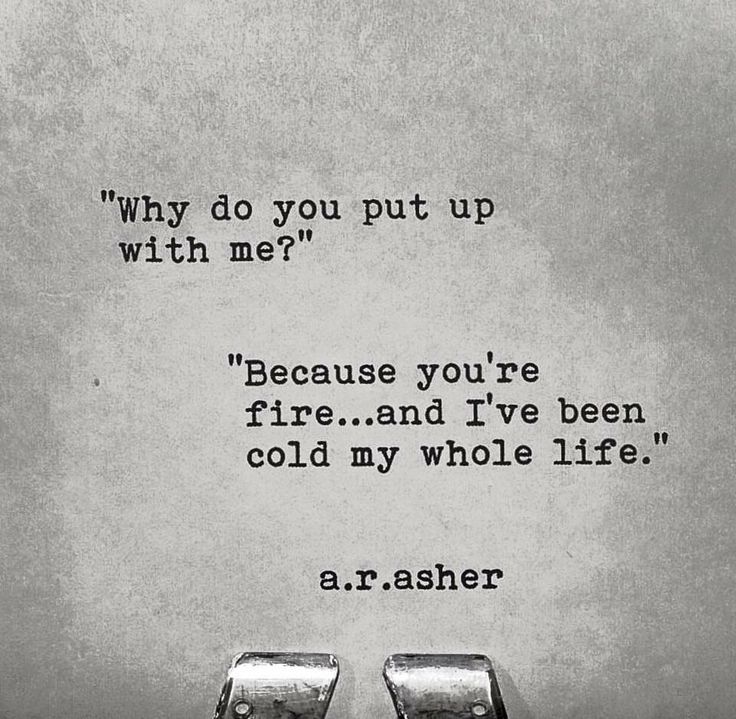 "Why do you put up
with me?"
"Because you're
fire...and I've been
cold my whole life."
a.r.asher